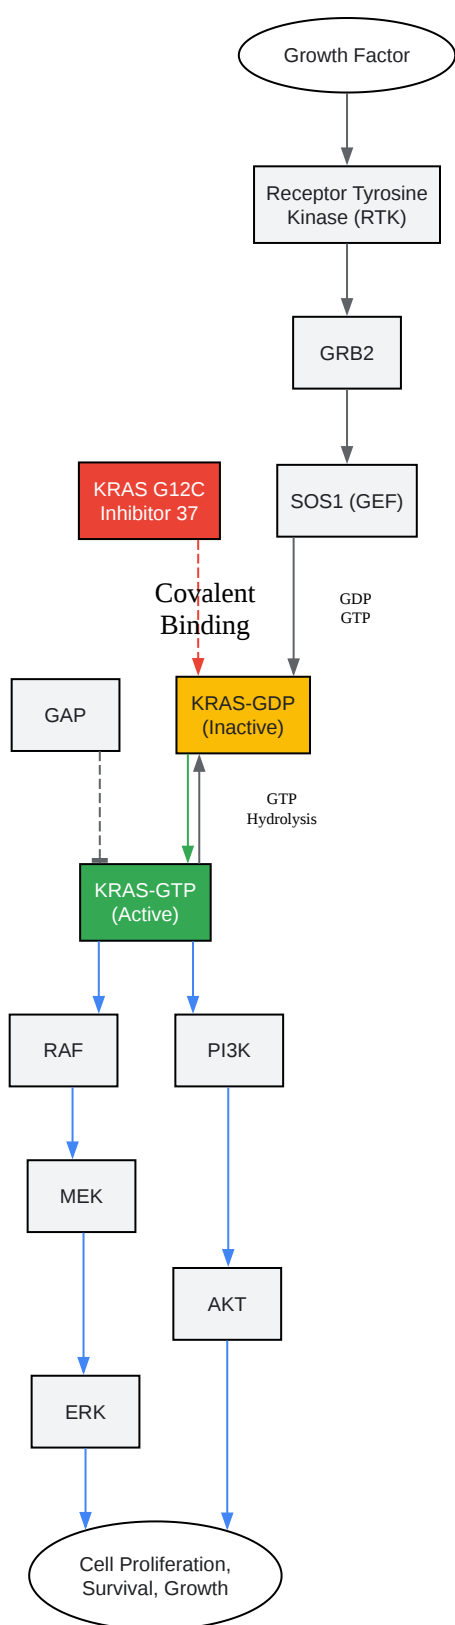 Growth Factor
Receptor Tyrosine
Kinase (RTK)
GRB2
SOS1 (GEF)
KRAS G12C
Inhibitor 37
Covalent
Binding
GDP
GTP
KRAS-GDP
(Inactive)
GAP
GTP
Hydrolysis
KRAS-GTP
(Active)
RAF
PI3K
MEK
AKT
ERK
Cell Proliferation,
Survival, Growth